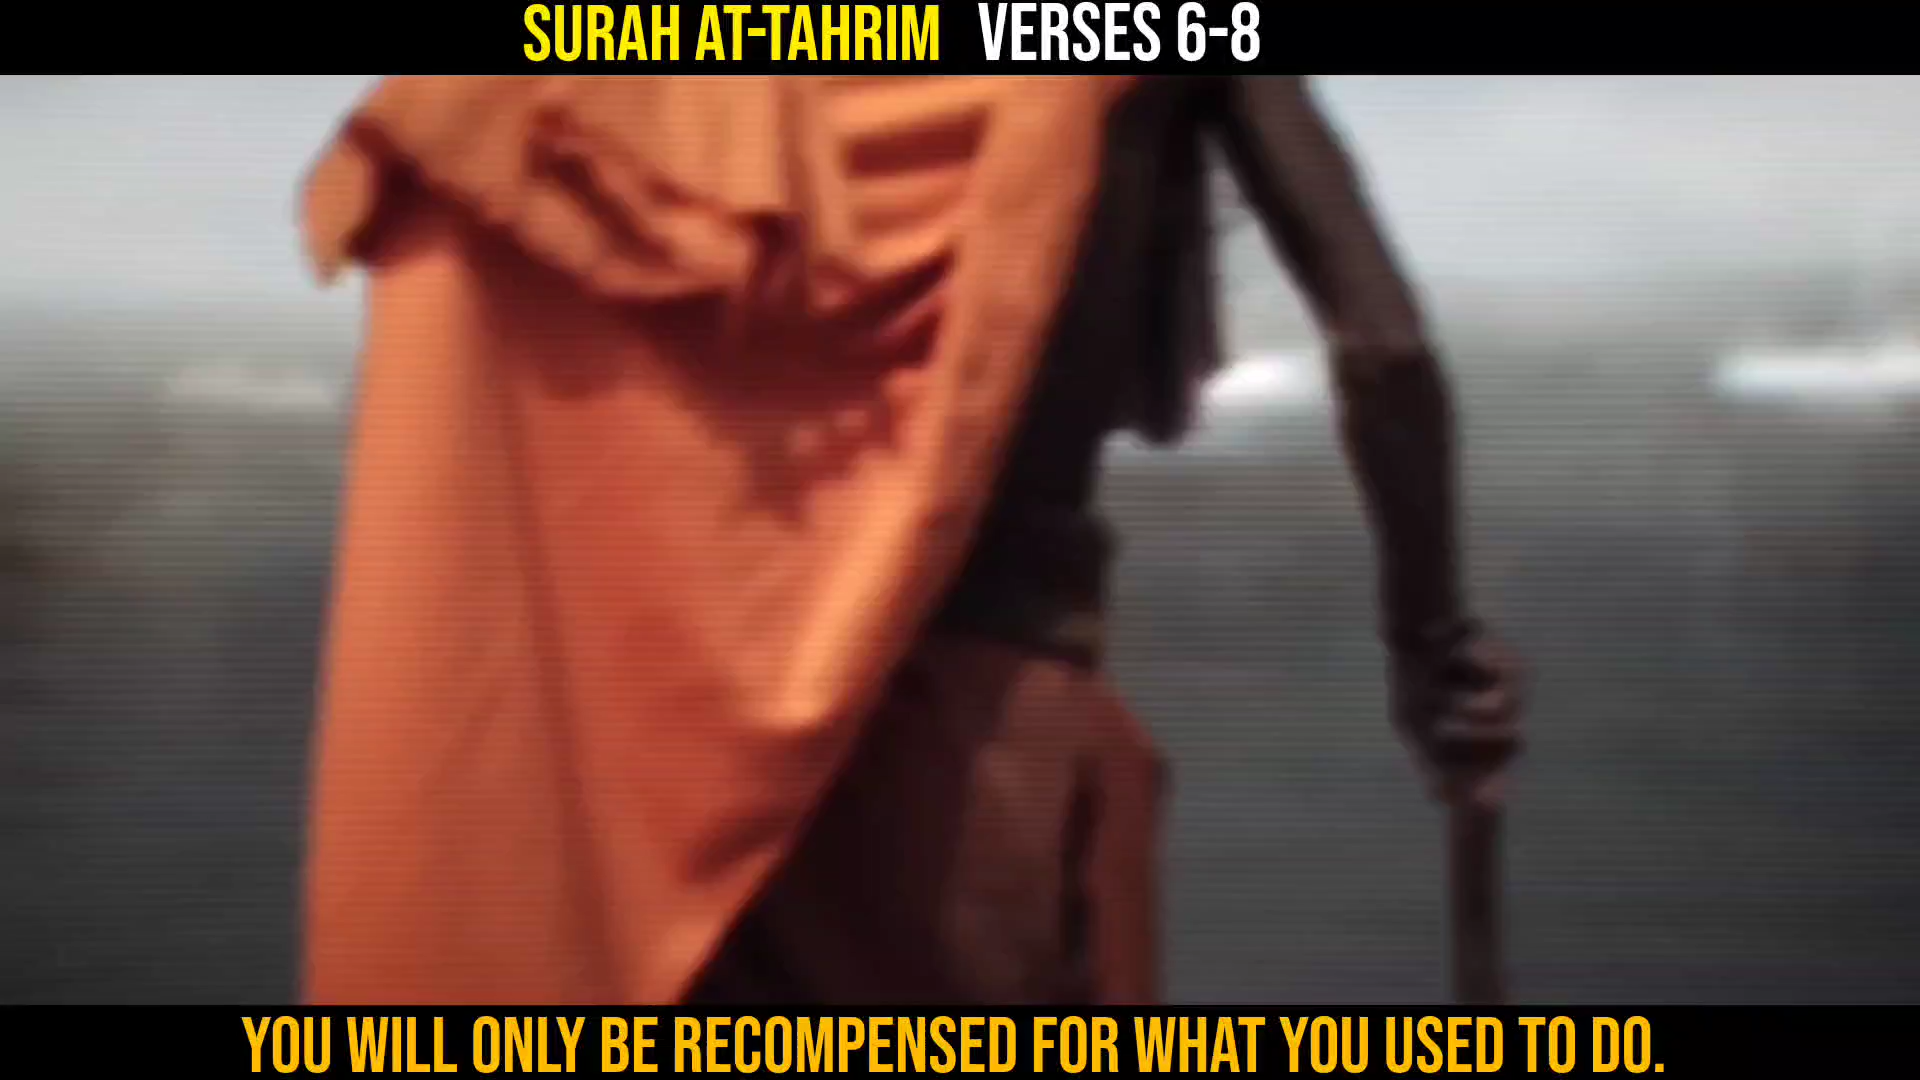 SURAH AT-TAHRIM VERSES 6-8
YOU WILL ONLY BE RECOMPENSED FOR WHAT YOU USED TO DO.